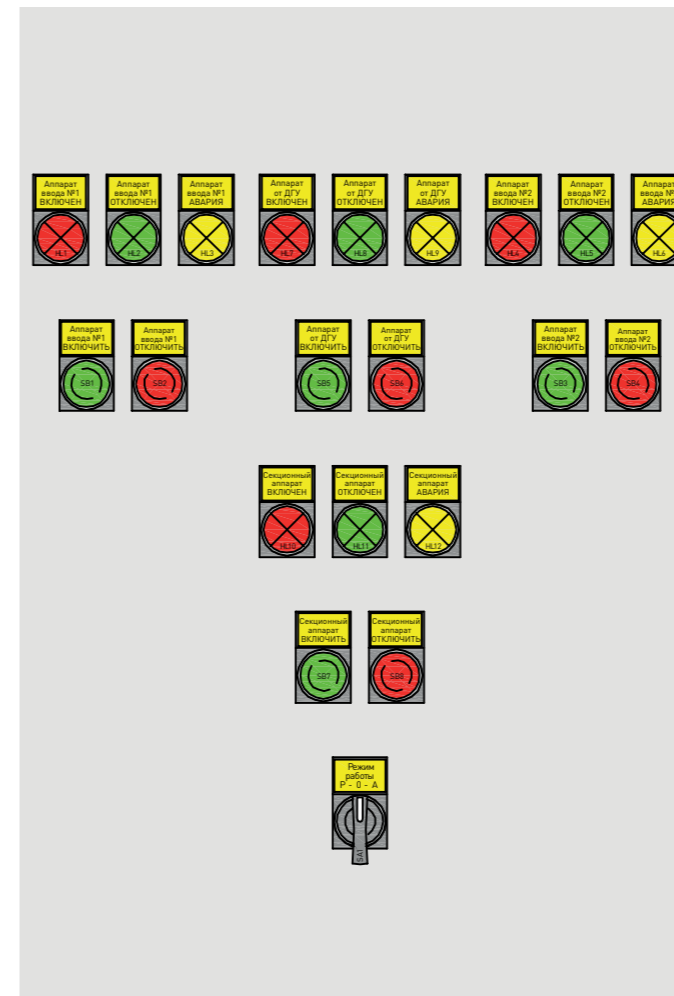 Аппарат
ввода №1
ВКЛЮЧЕН
HL1
Аппарат
ввода №1
ОТКЛЮЧЕН
HL2
Аппарат
ввода №1
АВАРИЯ
HL3
Аппарат
от ДГУ
ВКЛЮЧЕН
HL7
Аппарат
от ДГУ
ОТКЛЮЧЕН
HL8
Аппарат
от ДГУ
АВАРИЯ
HL9
Аппарат
ввода №2
ВКЛЮЧЕН
HL4
Аппарат
ввода №2
ОТКЛЮЧЕН
HL5
Аппарат
ввода №
АВАРИЯ
HL6
Аппарат
ввода №1
ВКЛЮЧИТЬ
SB1
Аппарат
ввода №1
ОТКЛЮЧИТЬ
SB2
Аппарат
от ДГУ
ВКЛЮЧИТЬ
SB5
Аппарат
от ДГУ
ОТКЛЮЧИТЬ
SB6
Аппарат
ввода №2
ВКЛЮЧИТЬ
SB3
Аппарат
ввода №2
ОТКЛЮЧИТЬ
SB4
Секционный
аппарат
ВКЛЮЧЕН
HL10
Секционный
аппарат
ОТКЛЮЧЕН
HL11
Секционный
аппарат
АВАРИЯ
HL12
Секционный
аппарат
ВКЛЮЧИТЬ
SB7
Секционный
аппарат
ОТКЛЮЧИТЬ
SB8
Режим
работы
Р - 0 - А
SA1